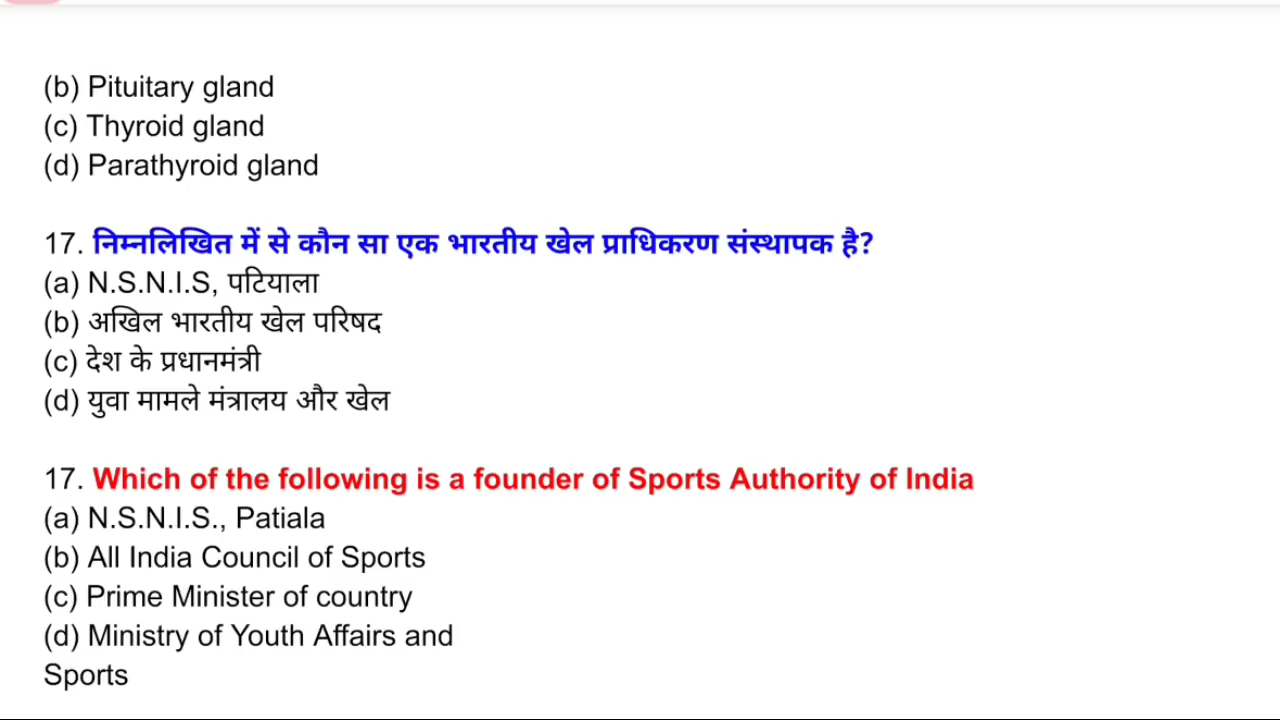 (b) Pituitary gland
(c) Thyroid gland
(d) Parathyroid gland
17. निम्नलिखित में से कौन सा एक भारतीय खेल प्राधिकरण संस्थापक है?
(a) N.S.N.I.S, पटियाला
(b) अखिल भारतीय खेल परिषद
(c) देश के प्रधानमंत्री
(d) युवा मामले मंत्रालय और खेल
17. Which of the following is a founder of Sports Authority of India
(a) N.S.N.I.S., Patiala
(b) All India Council of Sports
(c) Prime Minister of country
(d) Ministry of Youth Affairs and
Sports